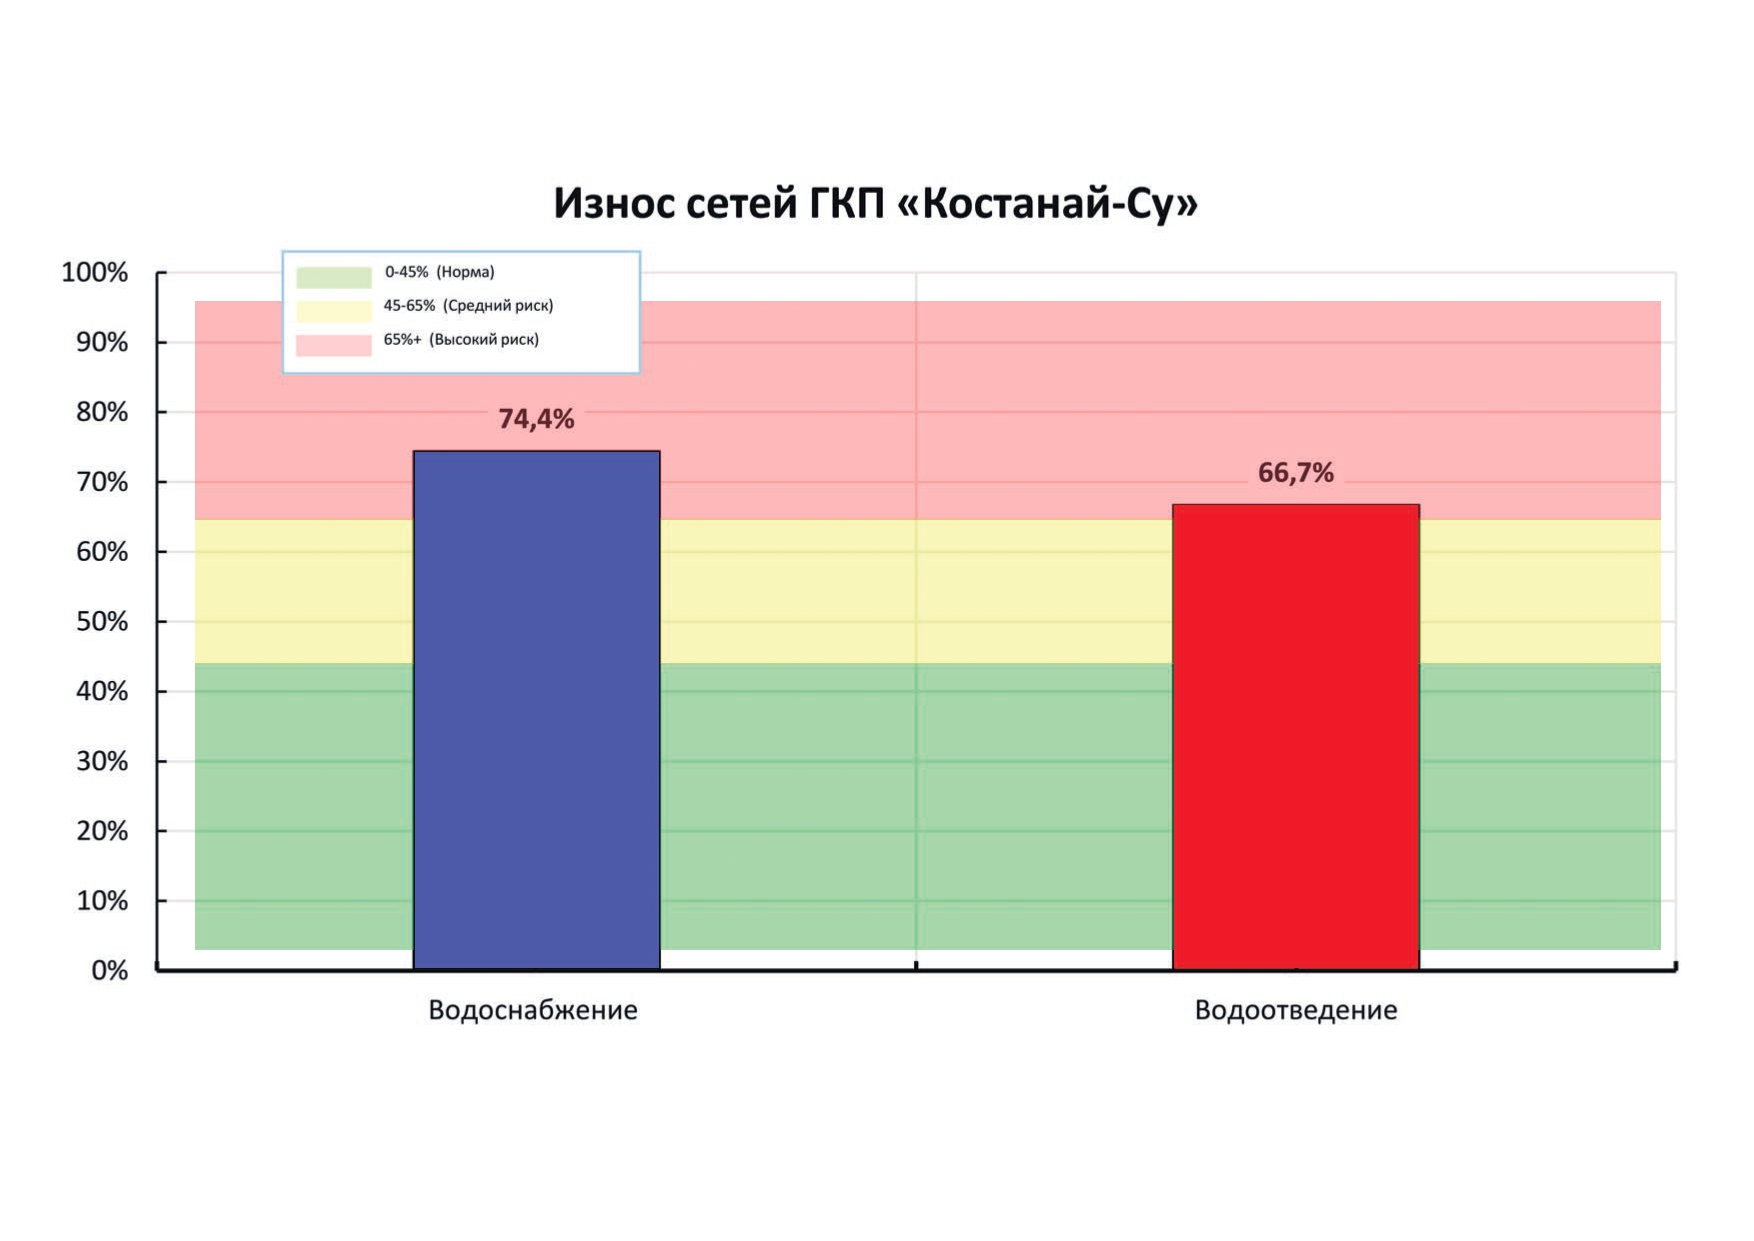 Износ сетей ГКП «Костанай-Су»
0-45% (Норма)
45-65% (Средний риск)
65%+ (Высокий риск)
100%
90%
80%
70%
60%
50%
40%
30%
20%
10%
0%
74,4%
66,7%
Водоснабжение
Водоотведение